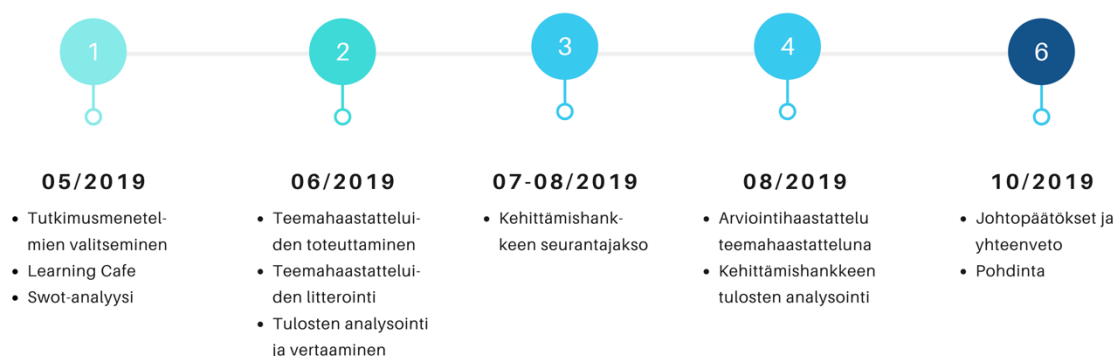 1
2
3
4
6
05/2019
• Tutkimusmenetel-
mien valitseminen
• Learning Cafe
• Swot-analyysi
06/2019
• Teemahaastattelui-
den toteuttaminen
• Teemahaastattelui-
den litterointi
• Tulosten analysointi
ja vertaaminen
07-08/2019
• Kehittämishank-
keen seurantajakso
08/2019
• Arviointihaastattelu
teemahaastatteluna
• Kehittämishankkeen
tulosten analysointi
10/2019
• Johtopäätökset ja
yhteenveto
• Pohdinta